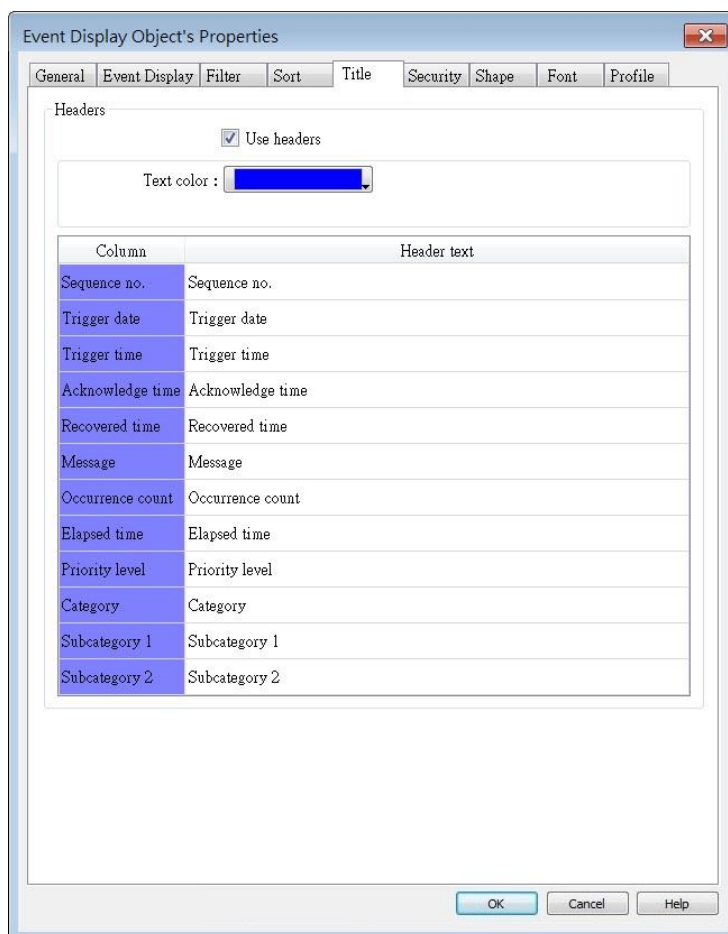 Event Display Object's Properties
General Event Display Filter Sort Title Security Shape Font Profile
Headers
Use headers
Text color :
Column Header text
Sequence no. Sequence no.
Trigger date Trigger date
Trigger time Trigger time
Acknowledge time Acknowledge time
Recovered time Recovered time
Message Message
Occurrence count Occurrence count
Elapsed time Elapsed time
Priority level Priority level
Category Category
Subcategory 1 Subcategory 1
Subcategory 2 Subcategory 2
OK Cancel Help